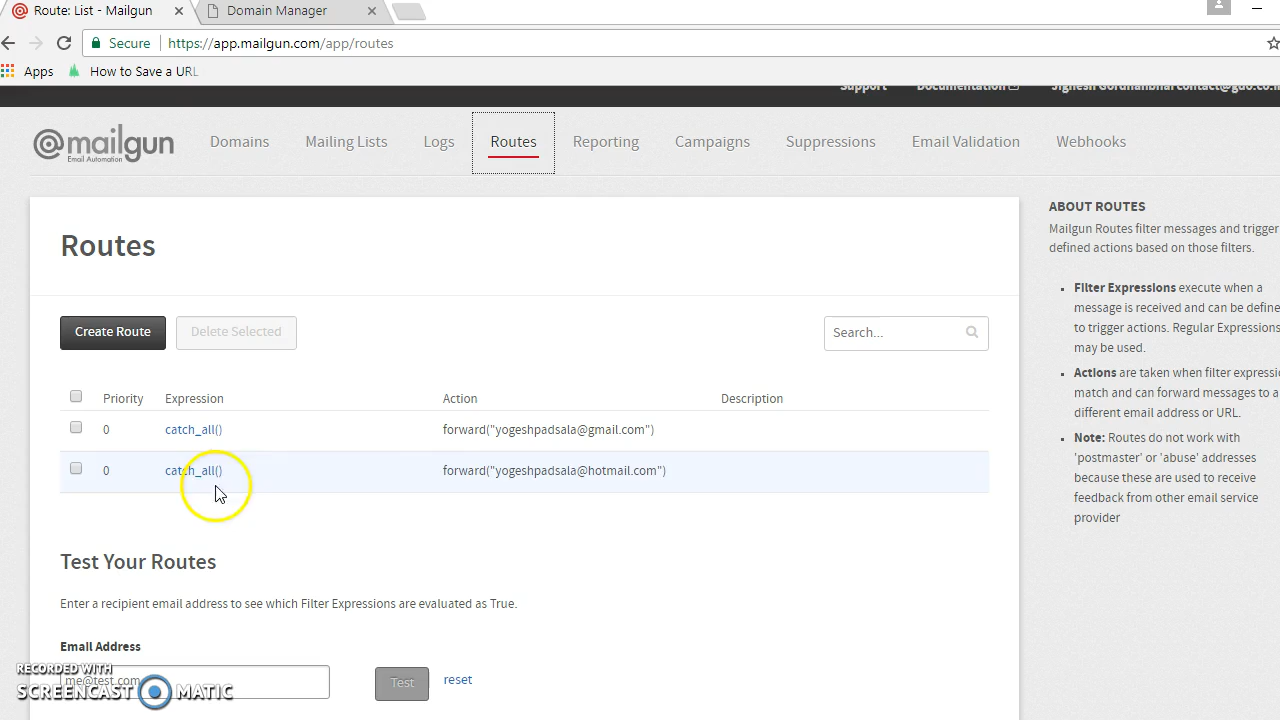 Route: List - Mailgun
Domain Manager
Secure
https://app.mailgun.com/app/routes
Apps
How to Save a URL
Support
Documentation
Jignesh Gordhanbhai contact@gud
@mailgun
Email Automation
Domains
Mailing Lists
Logs
Routes
Reporting
Campaigns
Suppressions
Email Validation
Webhooks
Routes
Create Route
Delete Selected
Search...
Priority Expression Action Description
0 catch_all() forward("yogeshpadsala@gmail.com")
0 catch_all() forward("yogeshpadsala@hotmail.com")
Test Your Routes
Enter a recipient email address to see which Filter Expressions are evaluated as True.
Email Address
me@test.com
Test
reset
ABOUT ROUTES
Mailgun Routes filter messages and trigger
defined actions based on those filters.
Filter Expressions execute when a
message is received and can be define
to trigger actions. Regular Expressions
may be used.
Actions are taken when filter expressi
match and can forward messages to a
different email address or URL.
Note: Routes do not work with
'postmaster' or 'abuse' addresses
because these are used to receive
feedback from other email service
provider
RECORDED WITH
SCREENCAST MATIC